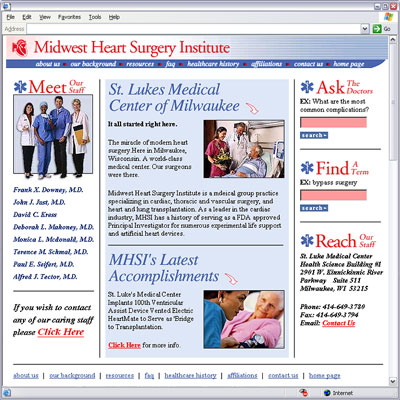 File Edit View Favorites Tools Help
Address
Go
Midwest Heart Surgery Institute
about us our background resources faq healthcare history affiliations contact us home page
Meet Our Staff
Frank X. Downey, M.D.
John J. Just, M.D.
David C. Kress
Deborah L. Mahoney, M.D.
Monica L. Mcdonald, M.D.
Terence M. Schmal, M.D.
Paul E. Seifert, M.D.
Alfred J. Tector, M.D.
If you wish to contact
any of our caring staff
please Click Here
St. Lukes Medical
Center of Milwaukee
It all started right here.
The miracle of modern
heart surgery. Here in Milwaukee,
Wisconsin. A world-class
medical center. Our surgeons
were there.
Midwest Heart Surgery Institute is a mdeical group practice
specializing in cardiac, thoracic and vascular surgery, and
heart and long transplantation. As a leader in the cardiac
industry, MHSI has a history of serving as a FDA approved
Principal Investigator for numerous experimental life support
and artificial heart devices.
MHSI's Latest
Accomplishments
St. Luke's Medical Center
Implants 100th Ventricular
Assist Device Vented Electric
HeartMate to Serve as 'Bridge
to Transplantation.
Click Here for more info.
Ask The Doctors
EX: What are the most
common complications?
search
Find A Term
EX: bypass surgery
search
Reach Our Staff
St. Luke Medical Center
Health Science Building #1
2901 W. Kinnickinnic River
Parkway Suite 511
Milwaukee, WI 53215
Phone: 414-649-3780
Fax: 414-649-3794
Email: Contact Us
about us | our background | resources | faq | healthcare history | affiliations | contact us | home page
Internet